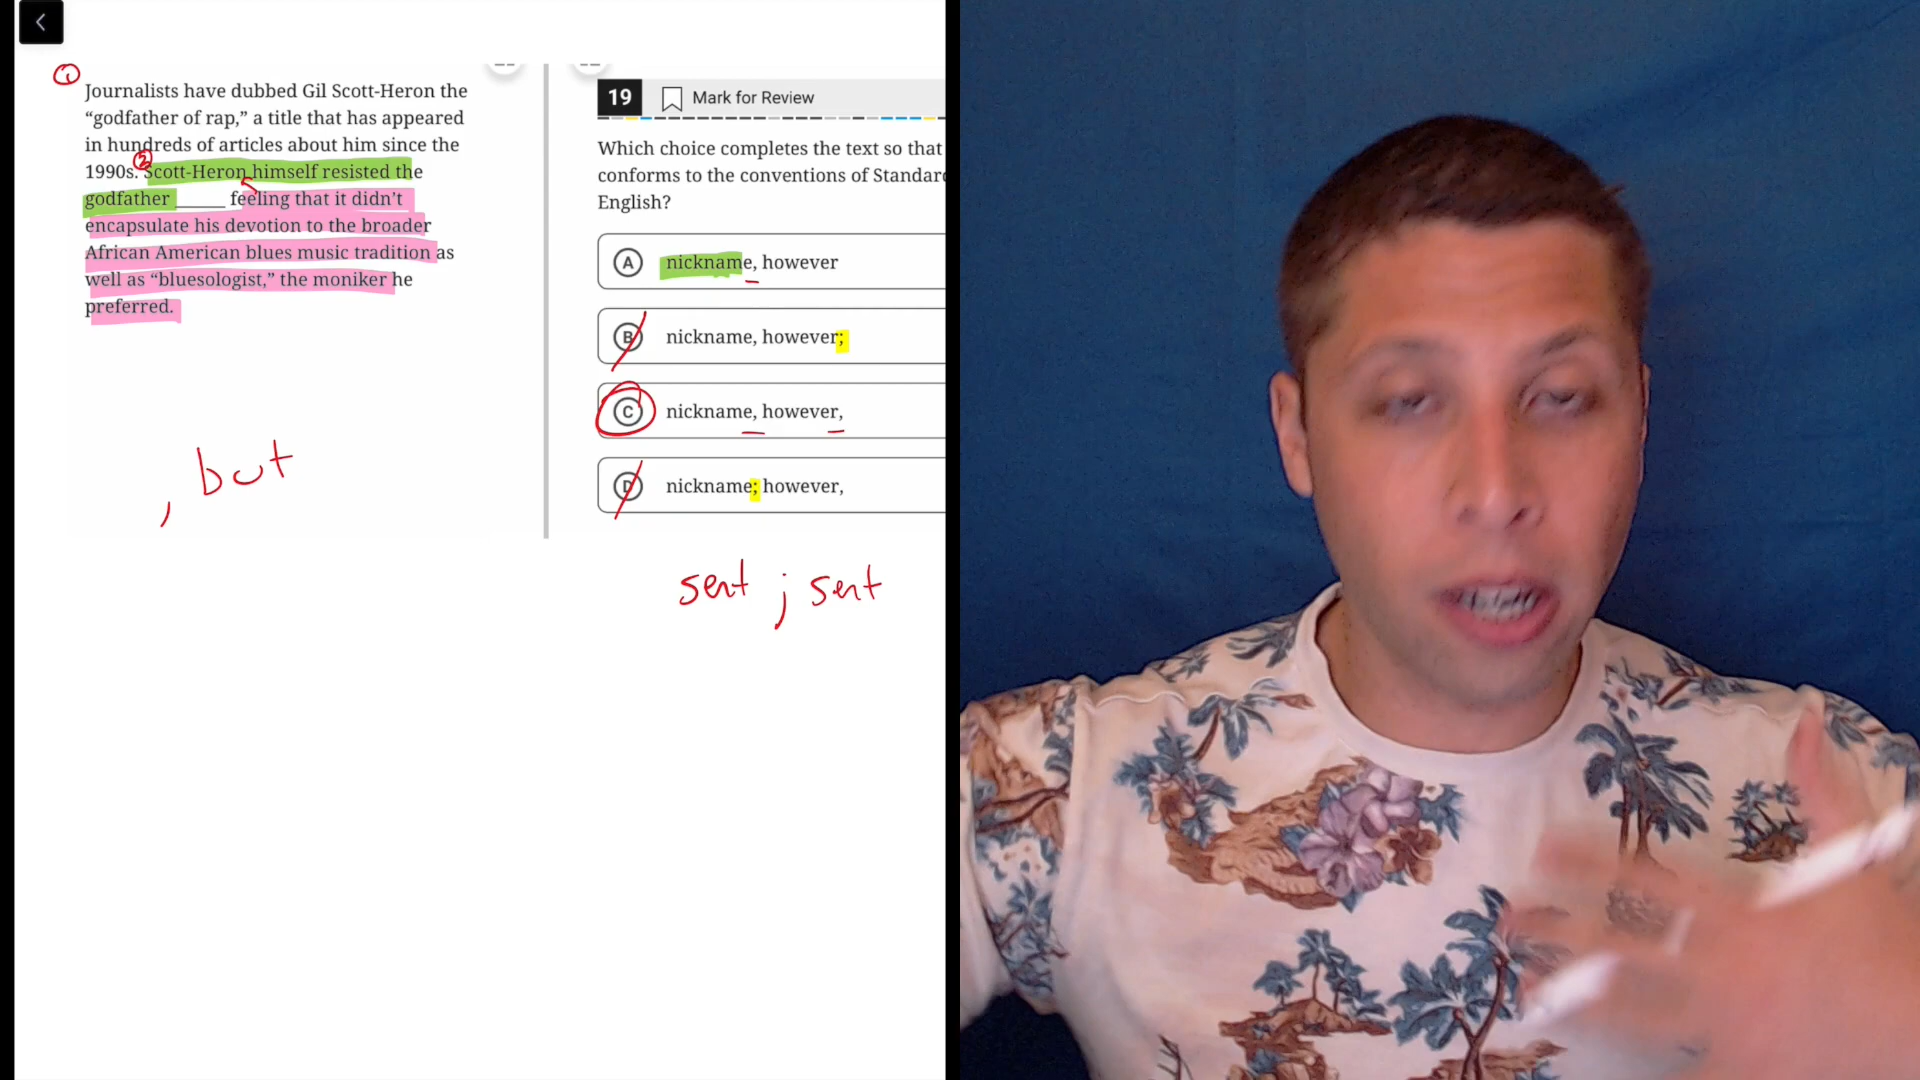 1
Journalists have dubbed Gil Scott-Heron the
“godfather of rap,” a title that has appeared
in hundreds of articles about him since the
1990s. Scott-Heron himself resisted the
2
godfather ______ feeling that it didn’t
encapsulate his devotion to the broader
African American blues music tradition as
well as “bluesologist,” the moniker he
preferred.
, but
19 Mark for Review
Which choice completes the text so that
conforms to the conventions of Standar
English?
A nickname, however
B nickname, however;
C nickname, however,
D nickname; however,
sent ; sent